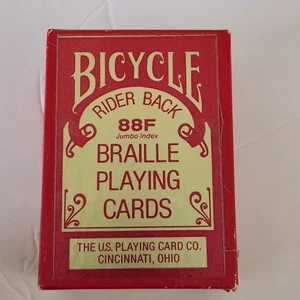 BICYCLE
RIDER BACK
88F
Jumbo Index
BRAILLE
PLAYING
CARDS
THE U.S. PLAYING CARD CO.
CINCINNATI, OHIO